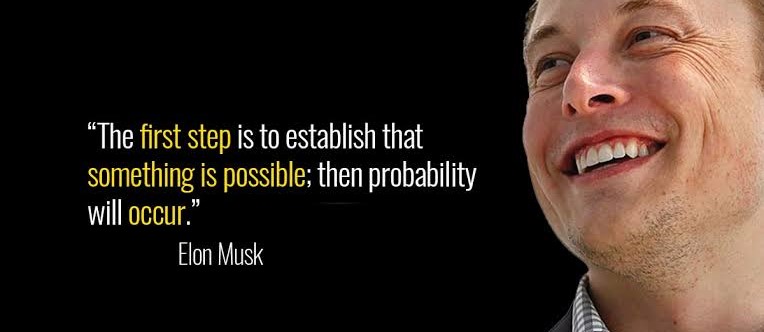 “The first step is to establish that
something is possible; then probability
will occur.”
Elon Musk